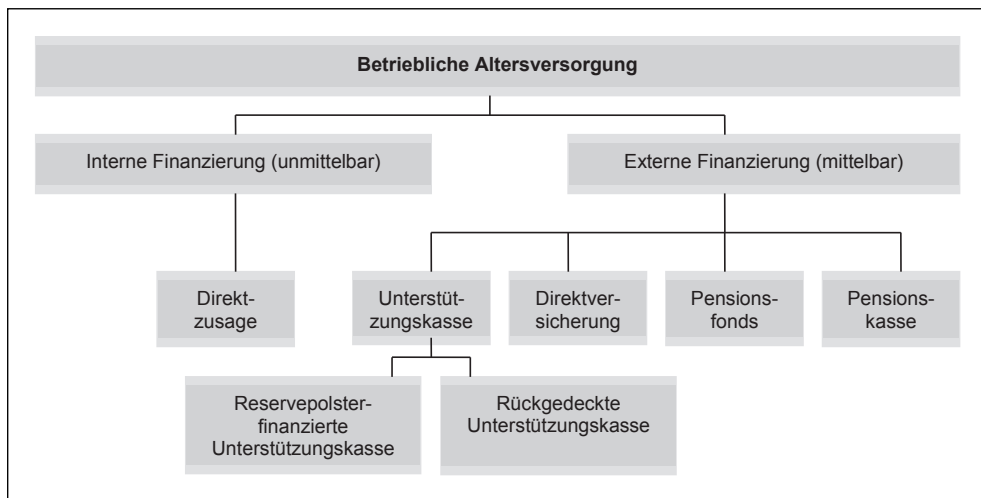 Betriebliche Altersversorgung
Interne Finanzierung (unmittelbar)
Externe Finanzierung (mittelbar)
Direkt-
zusage
Unterstüt-
zungskasse
Direktver-
sicherung
Pensions-
fonds
Pensions-
kasse
Reservepolster-
finanzierte
Unterstützungskasse
Rückgedeckte
Unterstützungskasse